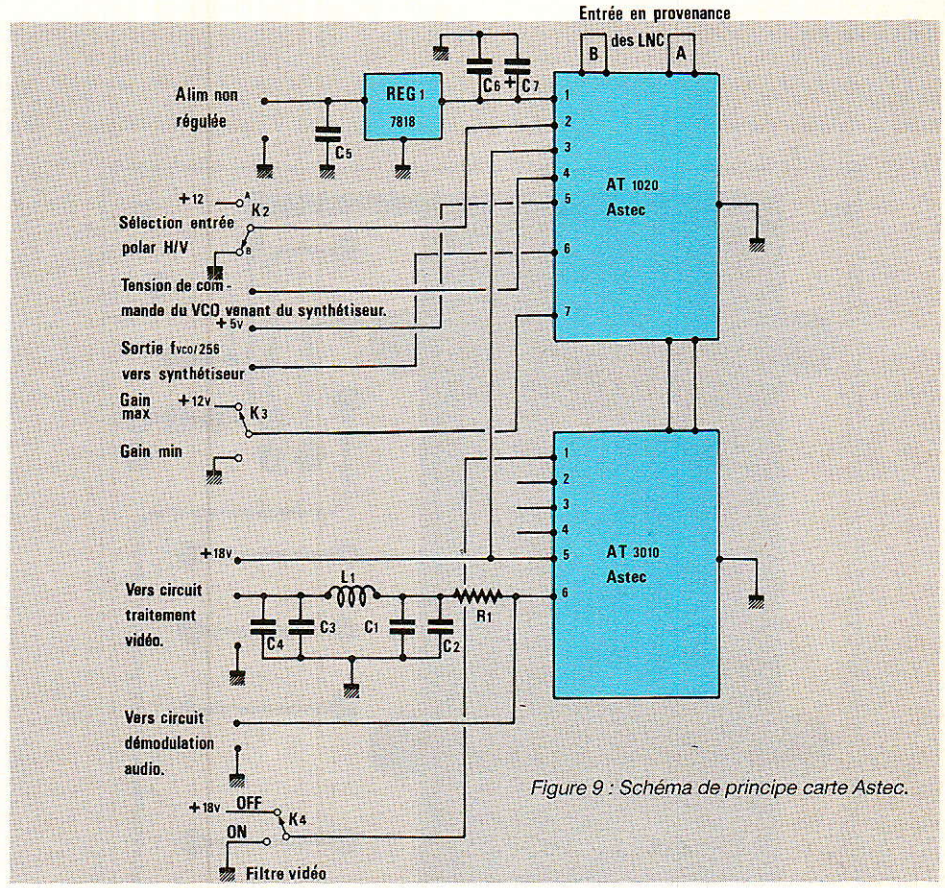 Entrée en provenance
des LNC
B
A
C6
+
C7
Alim non
régulée
REG1
7818
C5
1
2
3
4
5
6
7
AT 1020
Astec
+12
A
K2
B
Sélection entrée
polar H/V
Tension de com-
mande du VCO venant du synthétiseur.
+5v
Sortie fvco/256
vers synthétiseur
Gain
max
+12v
K3
Gain min
1
2
3
4
5
6
AT 3010
Astec
+18v
L1
R1
C4
C3
C1
C2
Vers circuit
traitement
vidéo.
Vers circuit
démodulation
audio.
+18v
OFF
K4
ON
Filtre vidéo
Figure 9 : Schéma de principe carte Astec.